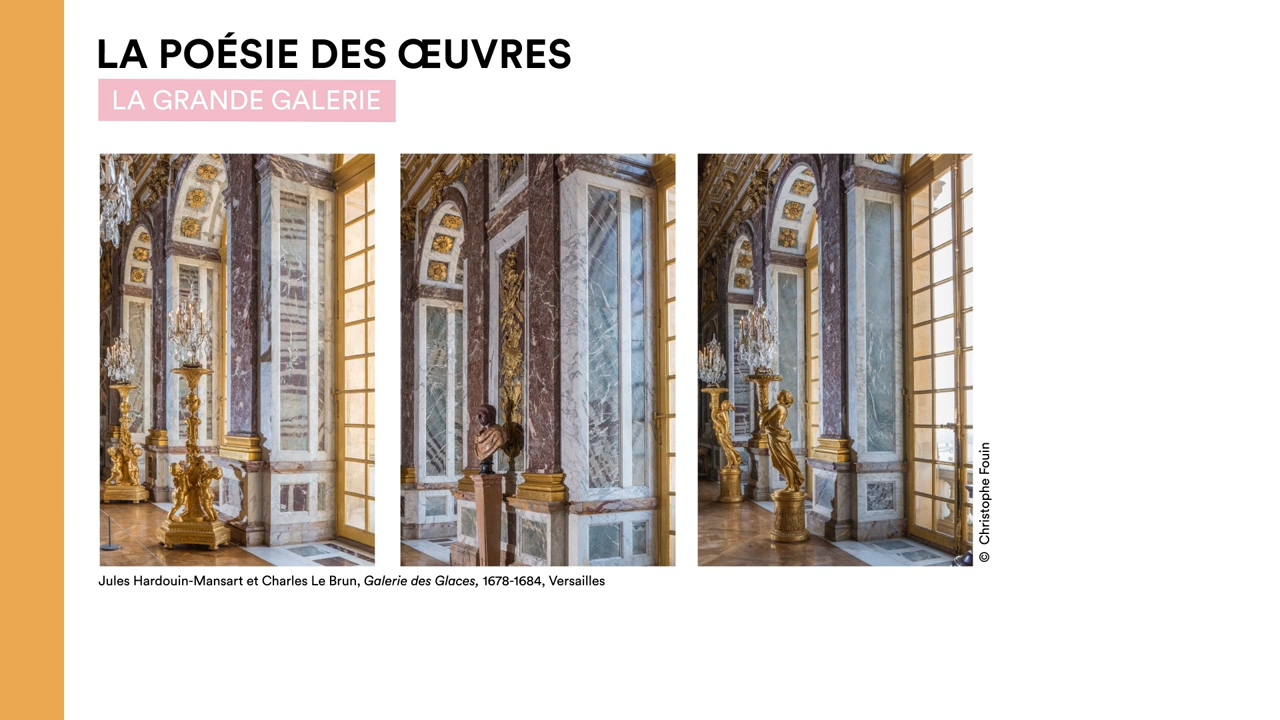 LA POÉSIE DES ŒUVRES
LA GRANDE GALERIE
© Christophe Fouin
Jules Hardouin-Mansart et Charles Le Brun, Galerie des Glaces, 1678-1684, Versailles